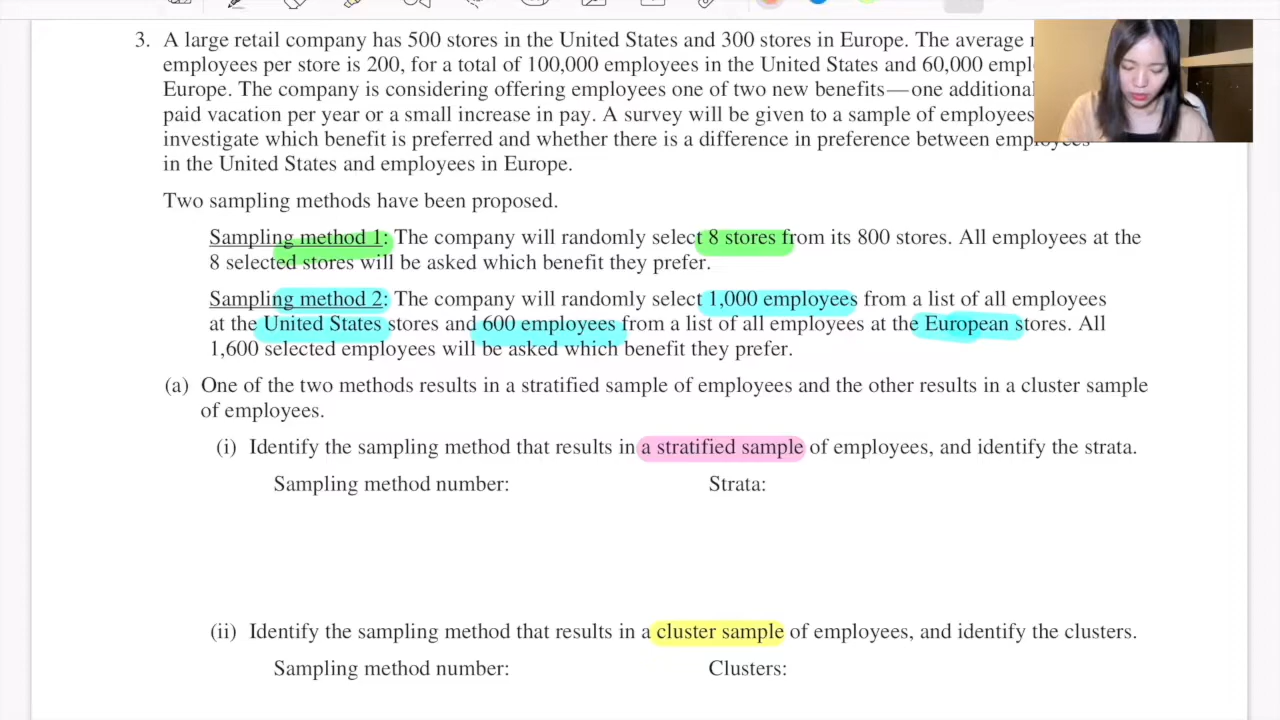 3. A large retail company has 500 stores in the United States and 300 stores in Europe. The average
employees per store is 200, for a total of 100,000 employees in the United States and 60,000
Europe. The company is considering offering employees one of two new benefits—one additional
paid vacation per year or a small increase in pay. A survey will be given to a sample of employees
investigate which benefit is preferred and whether there is a difference in preference between employees
in the United States and employees in Europe.
Two sampling methods have been proposed.
Sampling method 1: The company will randomly select 8 stores from its 800 stores. All employees at the
8 selected stores will be asked which benefit they prefer.
Sampling method 2: The company will randomly select 1,000 employees from a list of all employees
at the United States stores and 600 employees from a list of all employees at the European stores. All
1,600 selected employees will be asked which benefit they prefer.
(a) One of the two methods results in a stratified sample of employees and the other results in a cluster sample
of employees.
(i) Identify the sampling method that results in a stratified sample of employees, and identify the strata.
Sampling method number: Strata:
(ii) Identify the sampling method that results in a cluster sample of employees, and identify the clusters.
Sampling method number: Clusters: